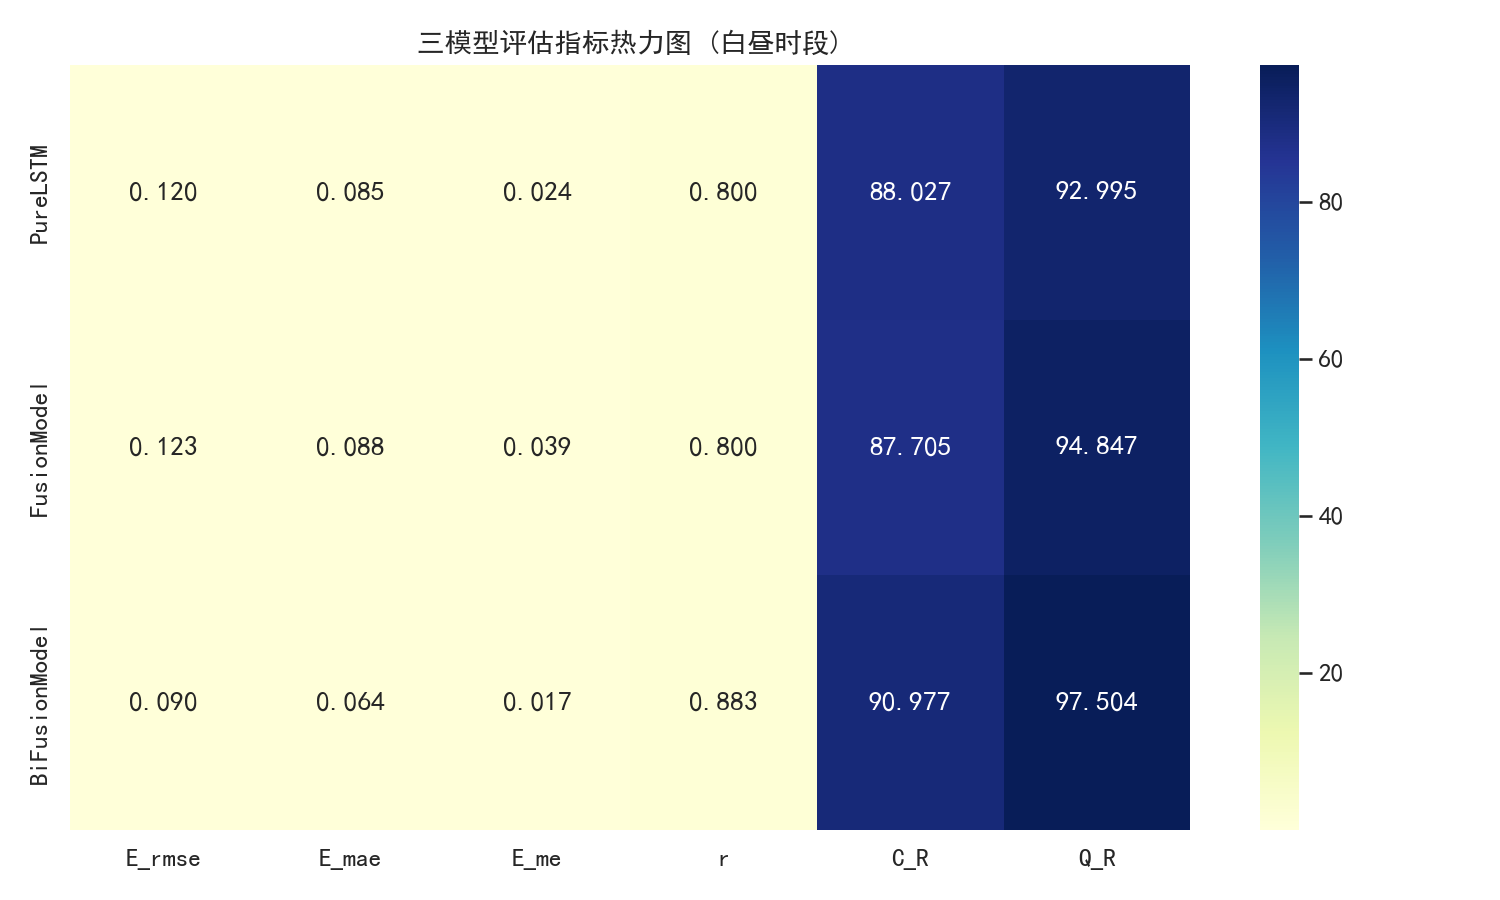 三模型评估指标热力图 (白昼时段)
PureLSTM 0.120 0.085 0.024 0.800 88.027 92.995
FusionModel 0.123 0.088 0.039 0.800 87.705 94.847
BiFusionModel 0.090 0.064 0.017 0.883 90.977 97.504
E_rmse E_mae E_me r C_R Q_R
80
60
40
20